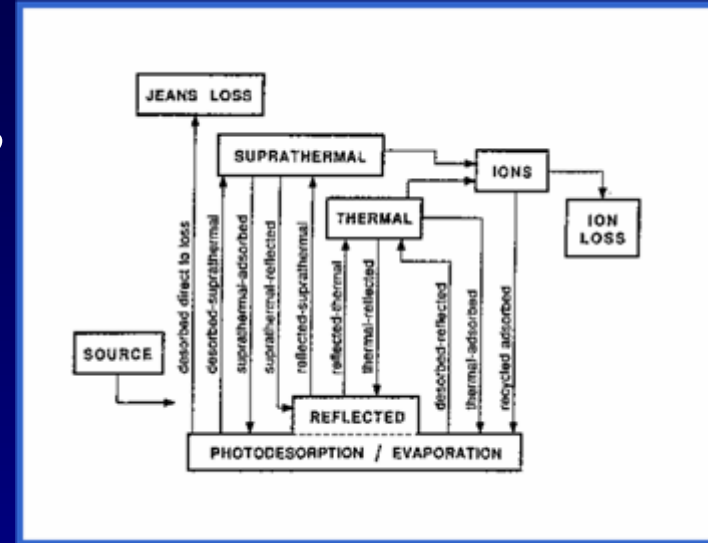 JEANS LOSS
SUPRATHERMAL
IONS
THERMAL
ION
LOSS
SOURCE
desorbed direct to loss
desorbed-suprathermal
suprathermal-adsorbed
suprathermal-reflected
reflected-suprathermal
reflected-thermal
thermal-reflected
desorbed-reflected
thermal-adsorbed
recycled adsorbed
REFLECTED
PHOTODESORPTION / EVAPORATION